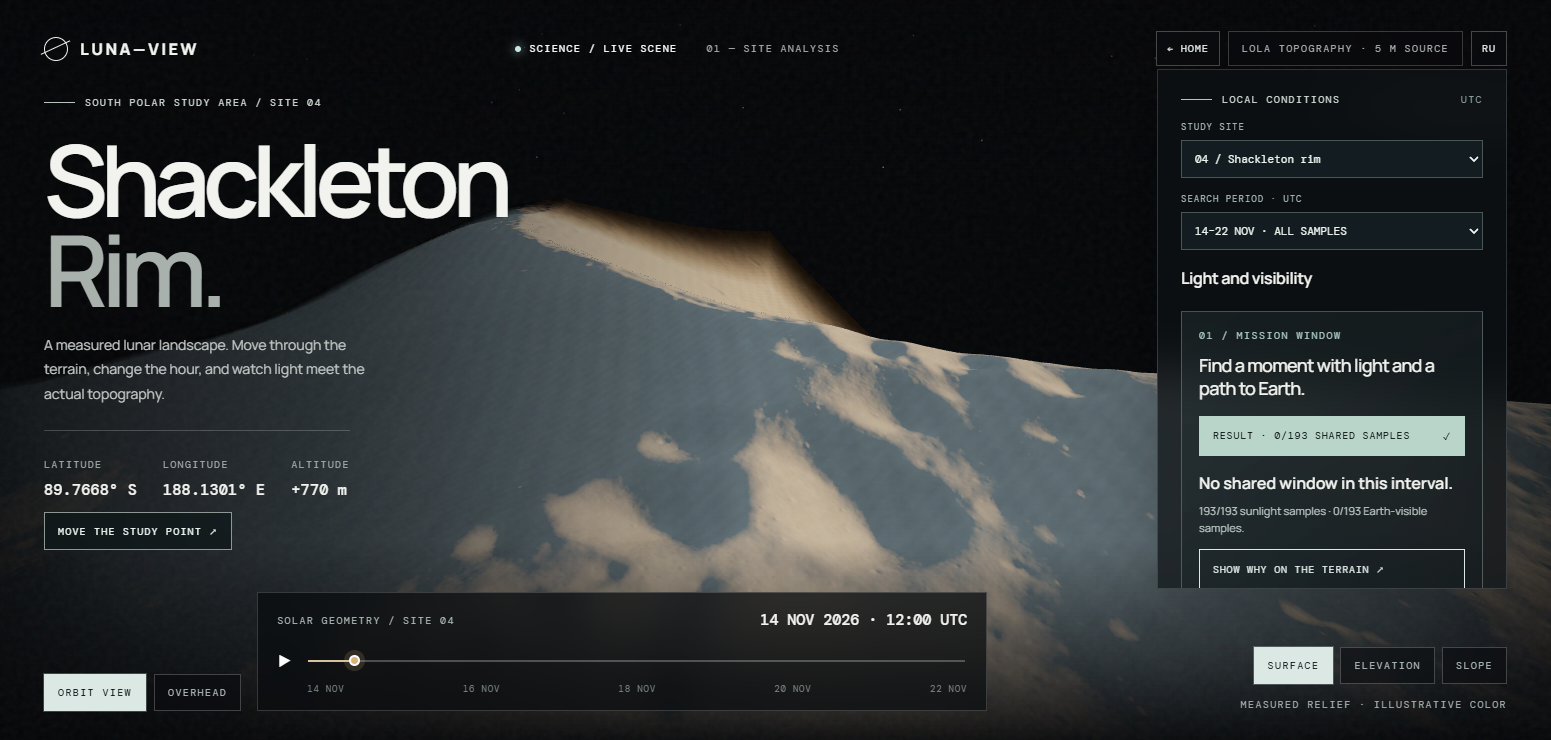 LUNA—VIEW
SCIENCE / LIVE SCENE
01 — SITE ANALYSIS
← HOME
LOLA TOPOGRAPHY · 5 M SOURCE
RU
SOUTH POLAR STUDY AREA / SITE 04
Shackleton
Rim.
A measured lunar landscape. Move through the
terrain, change the hour, and watch light meet the
actual topography.
LATITUDE
LONGITUDE
ALTITUDE
89.7668° S
188.1301° E
+770 m
MOVE THE STUDY POINT ↗
LOCAL CONDITIONS
UTC
STUDY SITE
04 / Shackleton rim
SEARCH PERIOD · UTC
14–22 NOV · ALL SAMPLES
Light and visibility
01 / MISSION WINDOW
Find a moment with light and a
path to Earth.
RESULT · 0/193 SHARED SAMPLES ✓
No shared window in this interval.
193/193 sunlight samples · 0/193 Earth-visible
samples.
SHOW WHY ON THE TERRAIN ↗
SOLAR GEOMETRY / SITE 04
14 NOV 2026 · 12:00 UTC
14 NOV
16 NOV
18 NOV
20 NOV
22 NOV
ORBIT VIEW
OVERHEAD
SURFACE
ELEVATION
SLOPE
MEASURED RELIEF · ILLUSTRATIVE COLOR